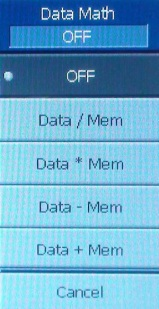 Data Math
OFF
OFF
Data / Mem
Data * Mem
Data - Mem
Data + Mem
Cancel